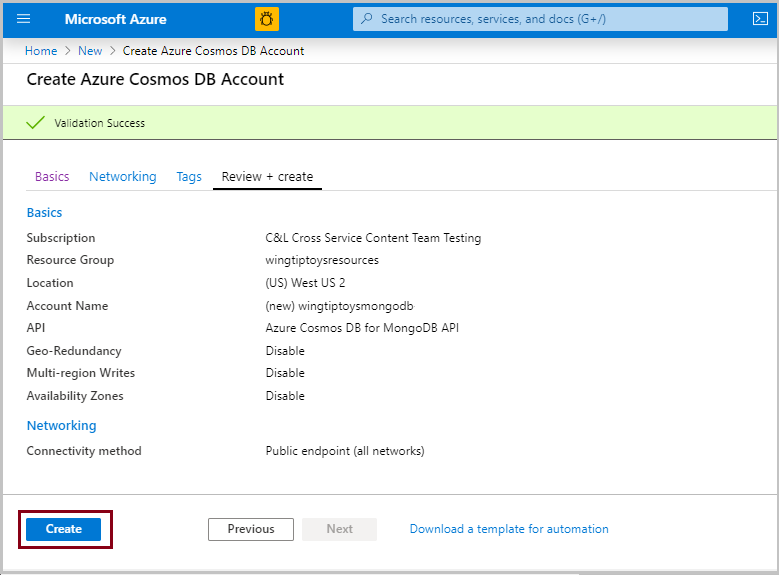 Microsoft Azure
Search resources, services, and docs (G+/)
Home > New > Create Azure Cosmos DB Account
Create Azure Cosmos DB Account
Validation Success
Basics Networking Tags Review + create
Basics
Subscription C&L Cross Service Content Team Testing
Resource Group wingtiptoysresources
Location (US) West US 2
Account Name (new) wingtiptoysmongodb
API Azure Cosmos DB for MongoDB API
Geo-Redundancy Disable
Multi-region Writes Disable
Availability Zones Disable
Networking
Connectivity method Public endpoint (all networks)
Create Previous Next Download a template for automation